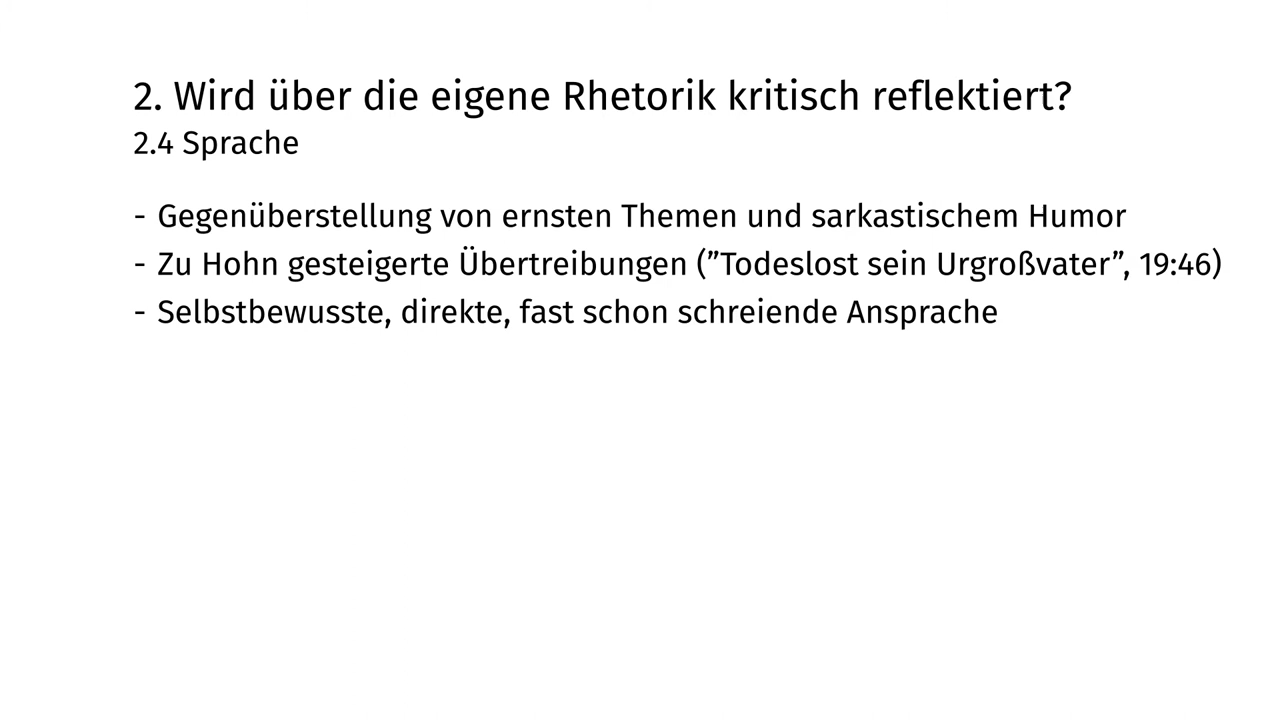 2. Wird über die eigene Rhetorik kritisch reflektiert?
2.4 Sprache
- Gegenüberstellung von ernsten Themen und sarkastischem Humor
- Zu Hohn gesteigerte Übertreibungen (”Todeslost sein Urgroßvater”, 19:46)
- Selbstbewusste, direkte, fast schon schreiende Ansprache